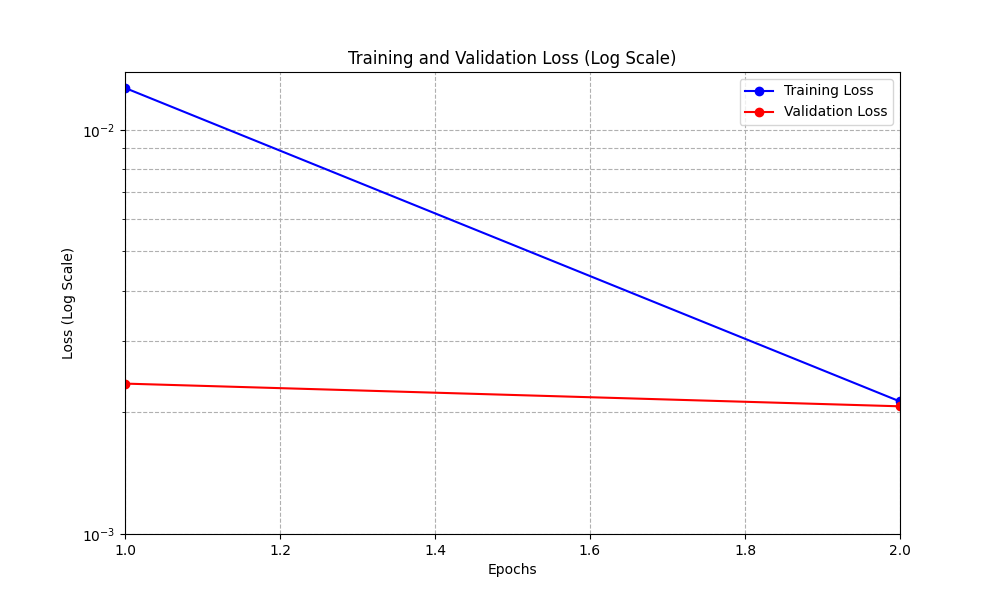 Training and Validation Loss (Log Scale)
Training Loss
Validation Loss
Loss (Log Scale)
10⁻²
10⁻³
1.0 1.2 1.4 1.6 1.8 2.0
Epochs